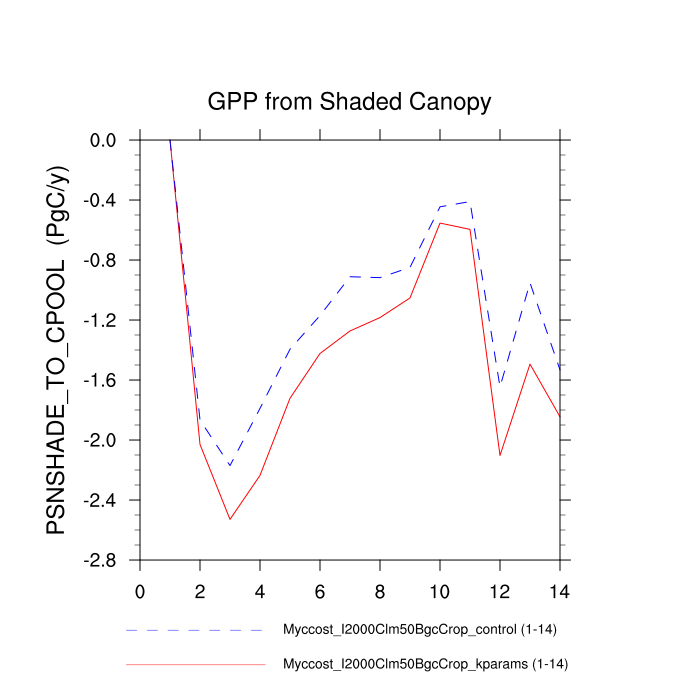 GPP from Shaded Canopy
PSNSHADE_TO_CPOOL (PgC/y)
0.0
-0.4
-0.8
-1.2
-1.6
-2.0
-2.4
-2.8
0 2 4 6 8 10 12 14
Myccost_I2000Clm50BgcCrop_control (1-14)
Myccost_I2000Clm50BgcCrop_kparams (1-14)